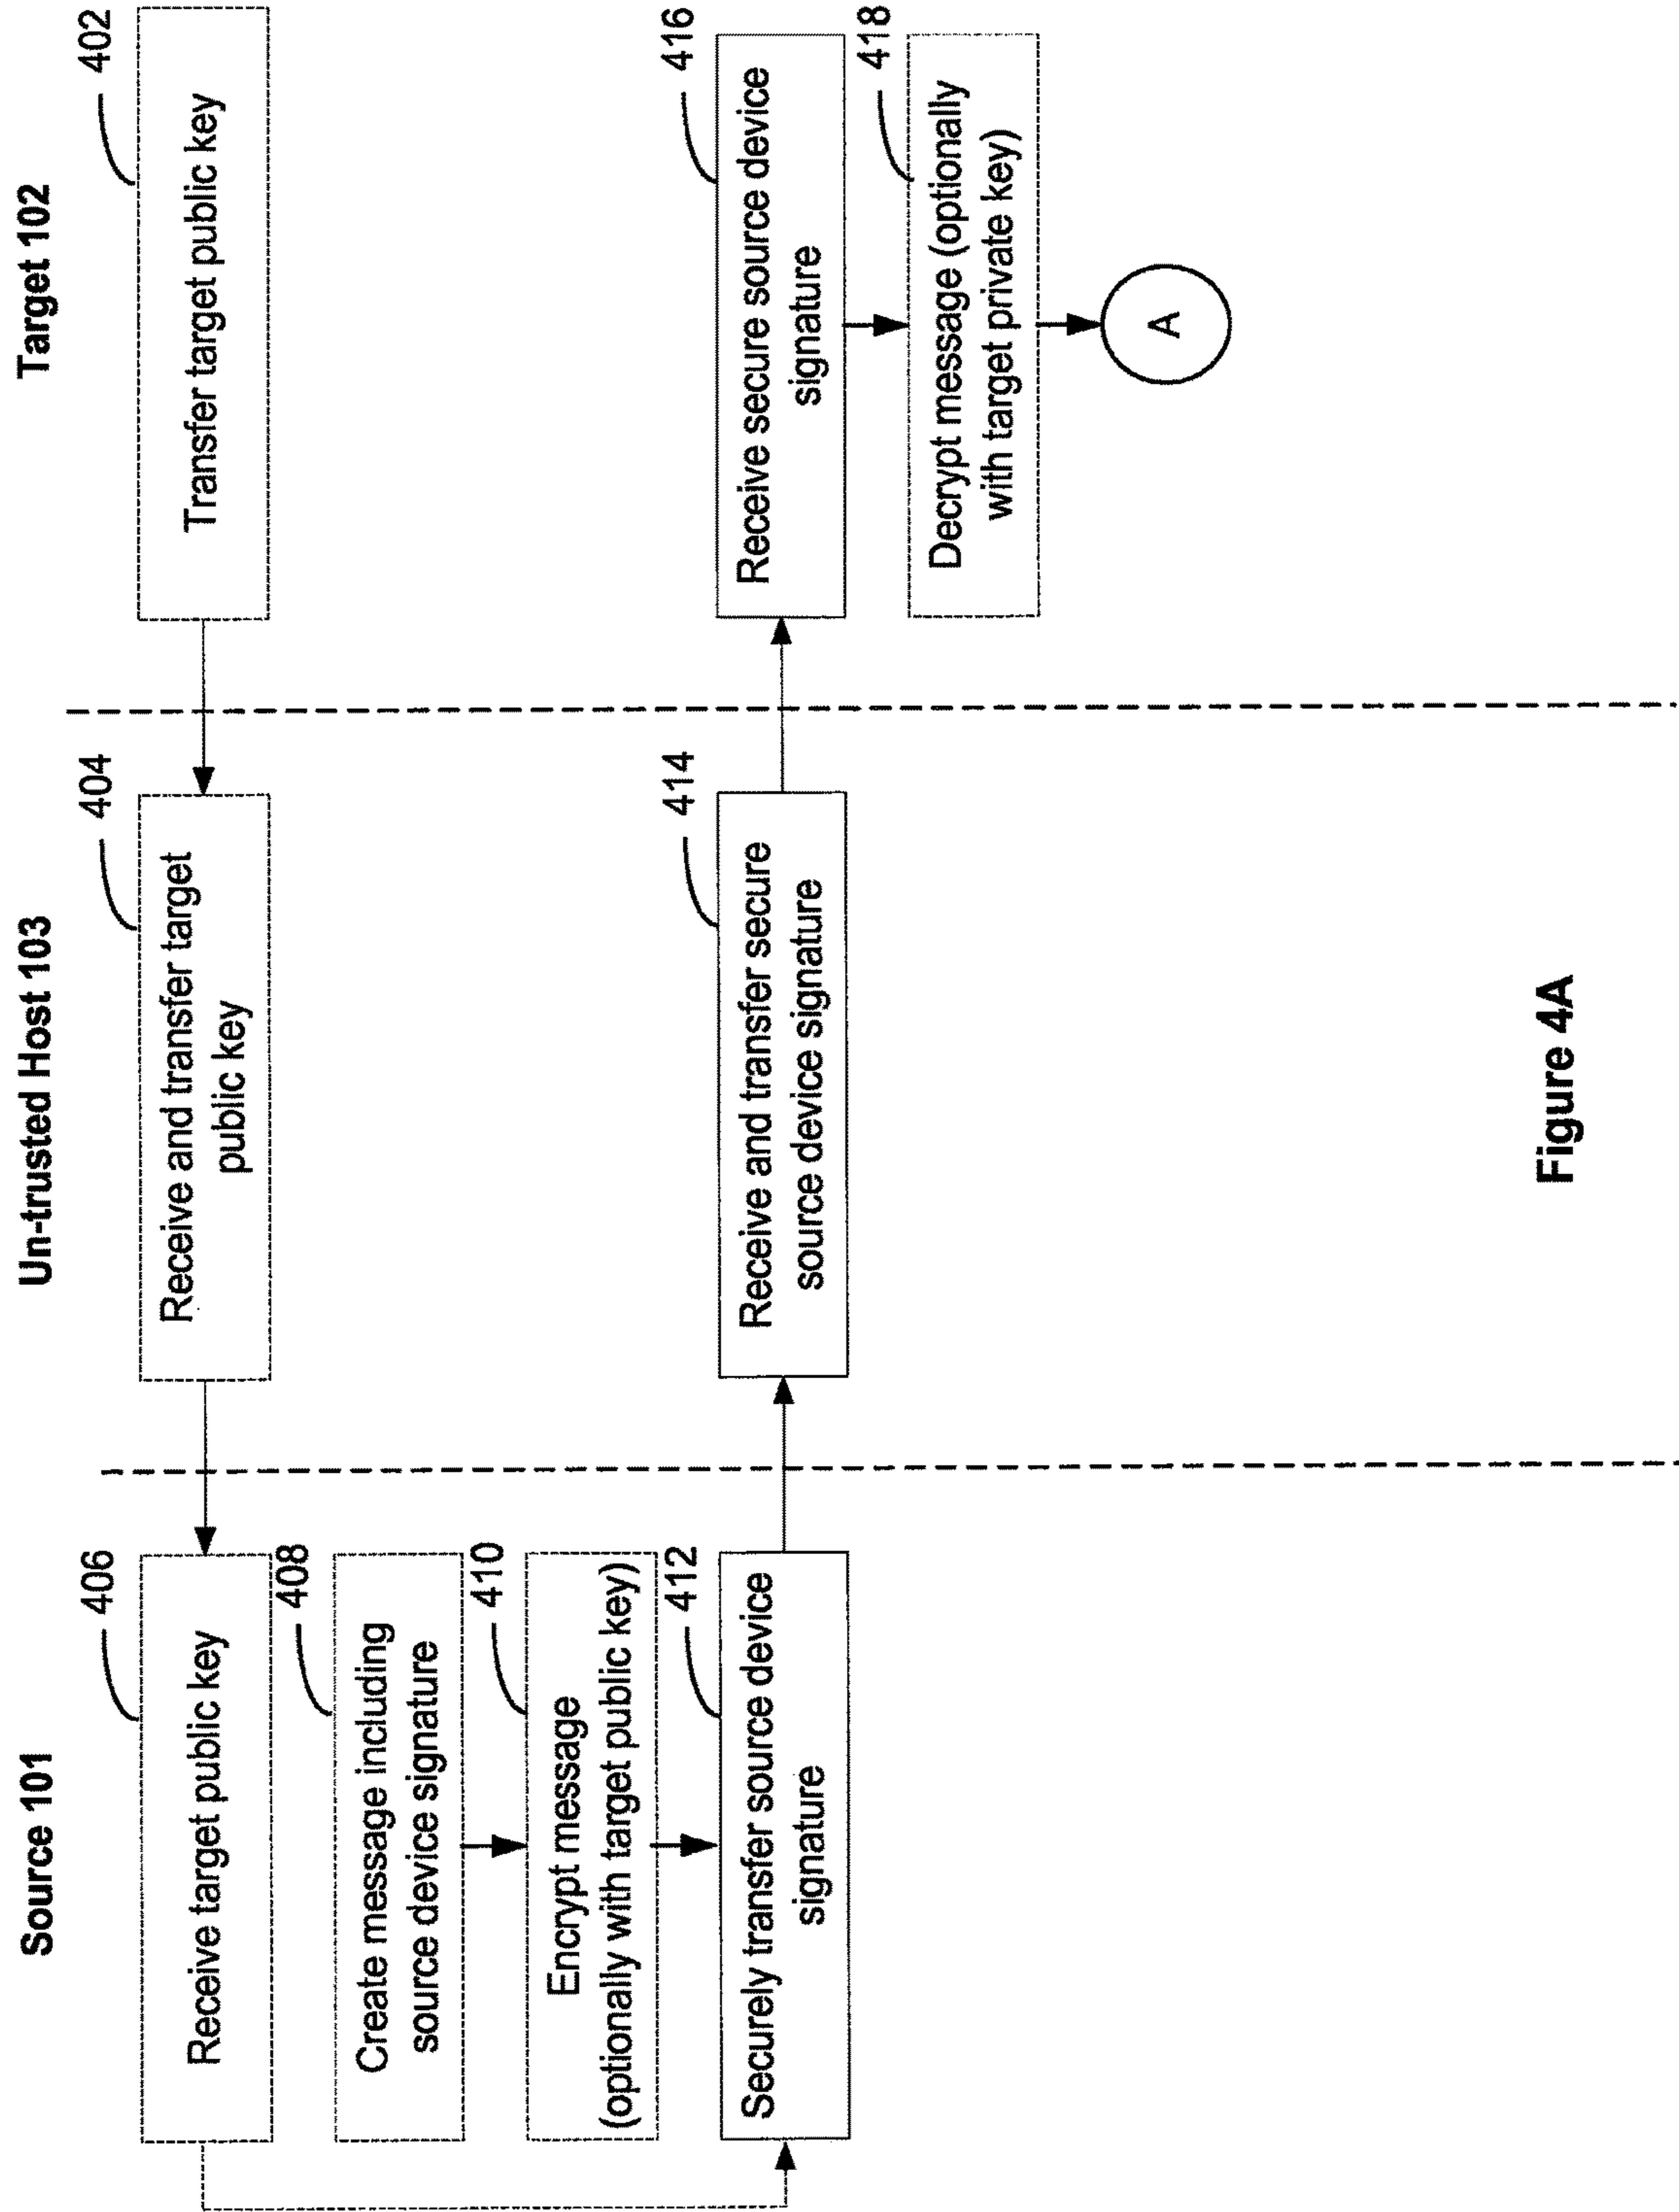 Source 101
Un-trusted Host 103
Target 102
406
404
402
Receive target public key
Receive and transfer target
public key
Transfer target public key
408
Create message including
source device signature
410
Encrypt message
(optionally with target public key)
412
414
416
Securely transfer source device
signature
Receive and transfer secure
source device signature
Receive secure source device
signature
418
Decrypt message (optionally
with target private key)
A
Figure 4A